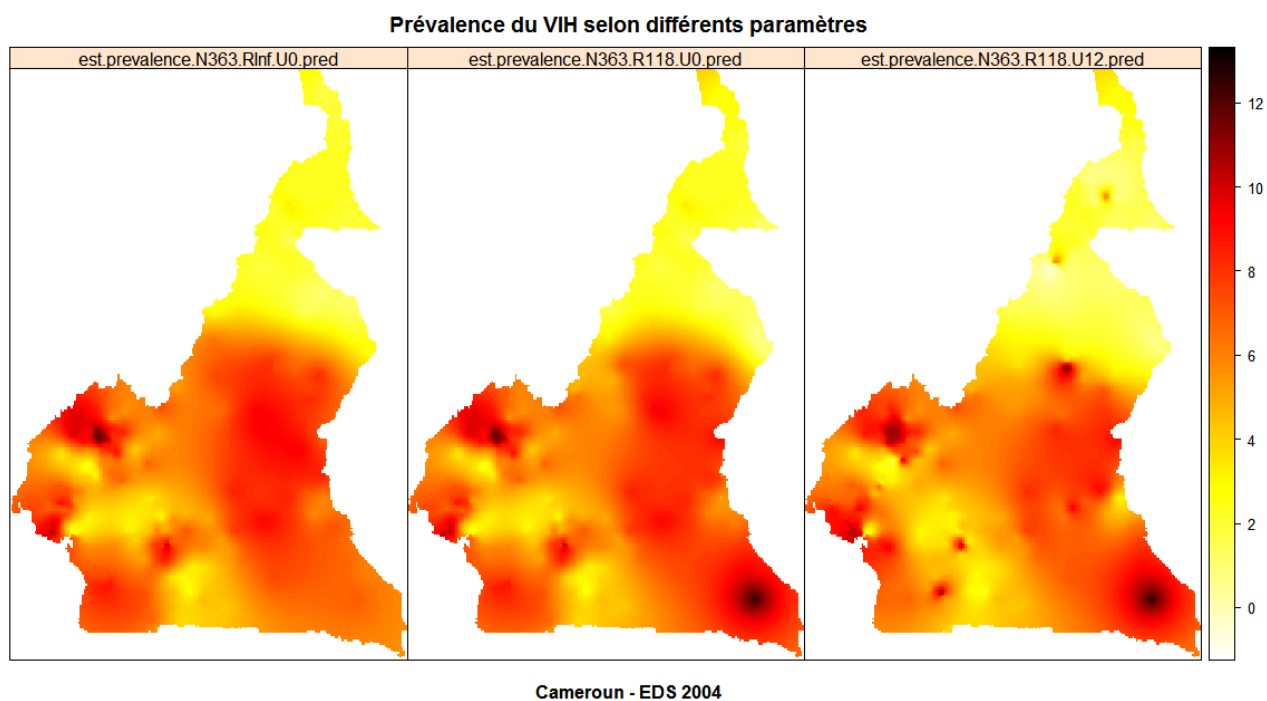 Prévalence du VIH selon différents paramètres
est.prevalence.N363.RInf.U0.pred est.prevalence.N363.R118.U0.pred est.prevalence.N363.R118.U12.pred
12
10
8
6
4
2
0
Cameroun - EDS 2004